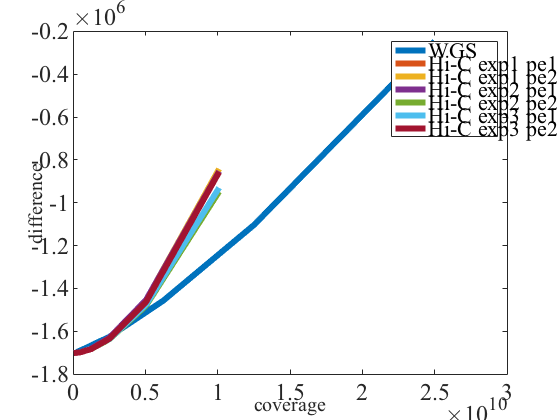 ×10^6
-0.2
-0.4
-0.6
-0.8
-1
-1.2
-1.4
-1.6
-1.8
difference
WGS
Hi-C exp1 pe1
Hi-C exp1 pe2
Hi-C exp2 pe1
Hi-C exp2 pe2
Hi-C exp3 pe1
Hi-C exp3 pe2
0 0.5 1 1.5 2 2.5 3
coverage
×10^10